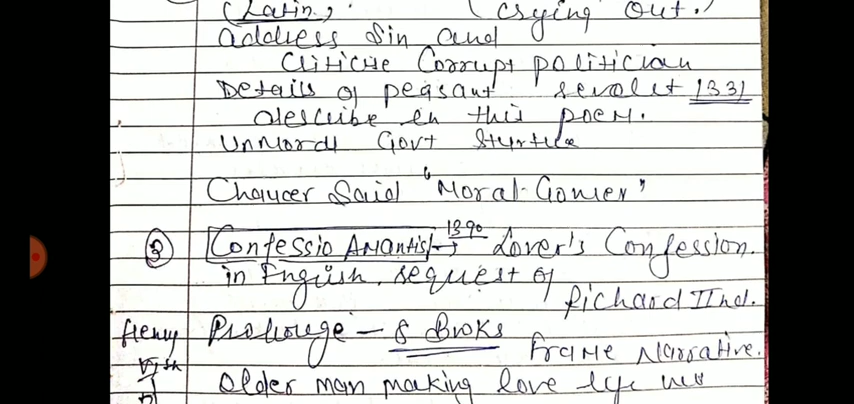 (Latin, (crying out.)
address Sin and
Criticise Corrupt politician
Details of peasant revolt 1331
describe in this poem.
Unmoral Govt
Chaucer Said "Moral Gower"
③ Confessio Amantis → 1390 Lover's Confession.
in English. request of
Richard IInd.
Henry Prolouge - 8 Books
Frame Narrative.
Older man making love